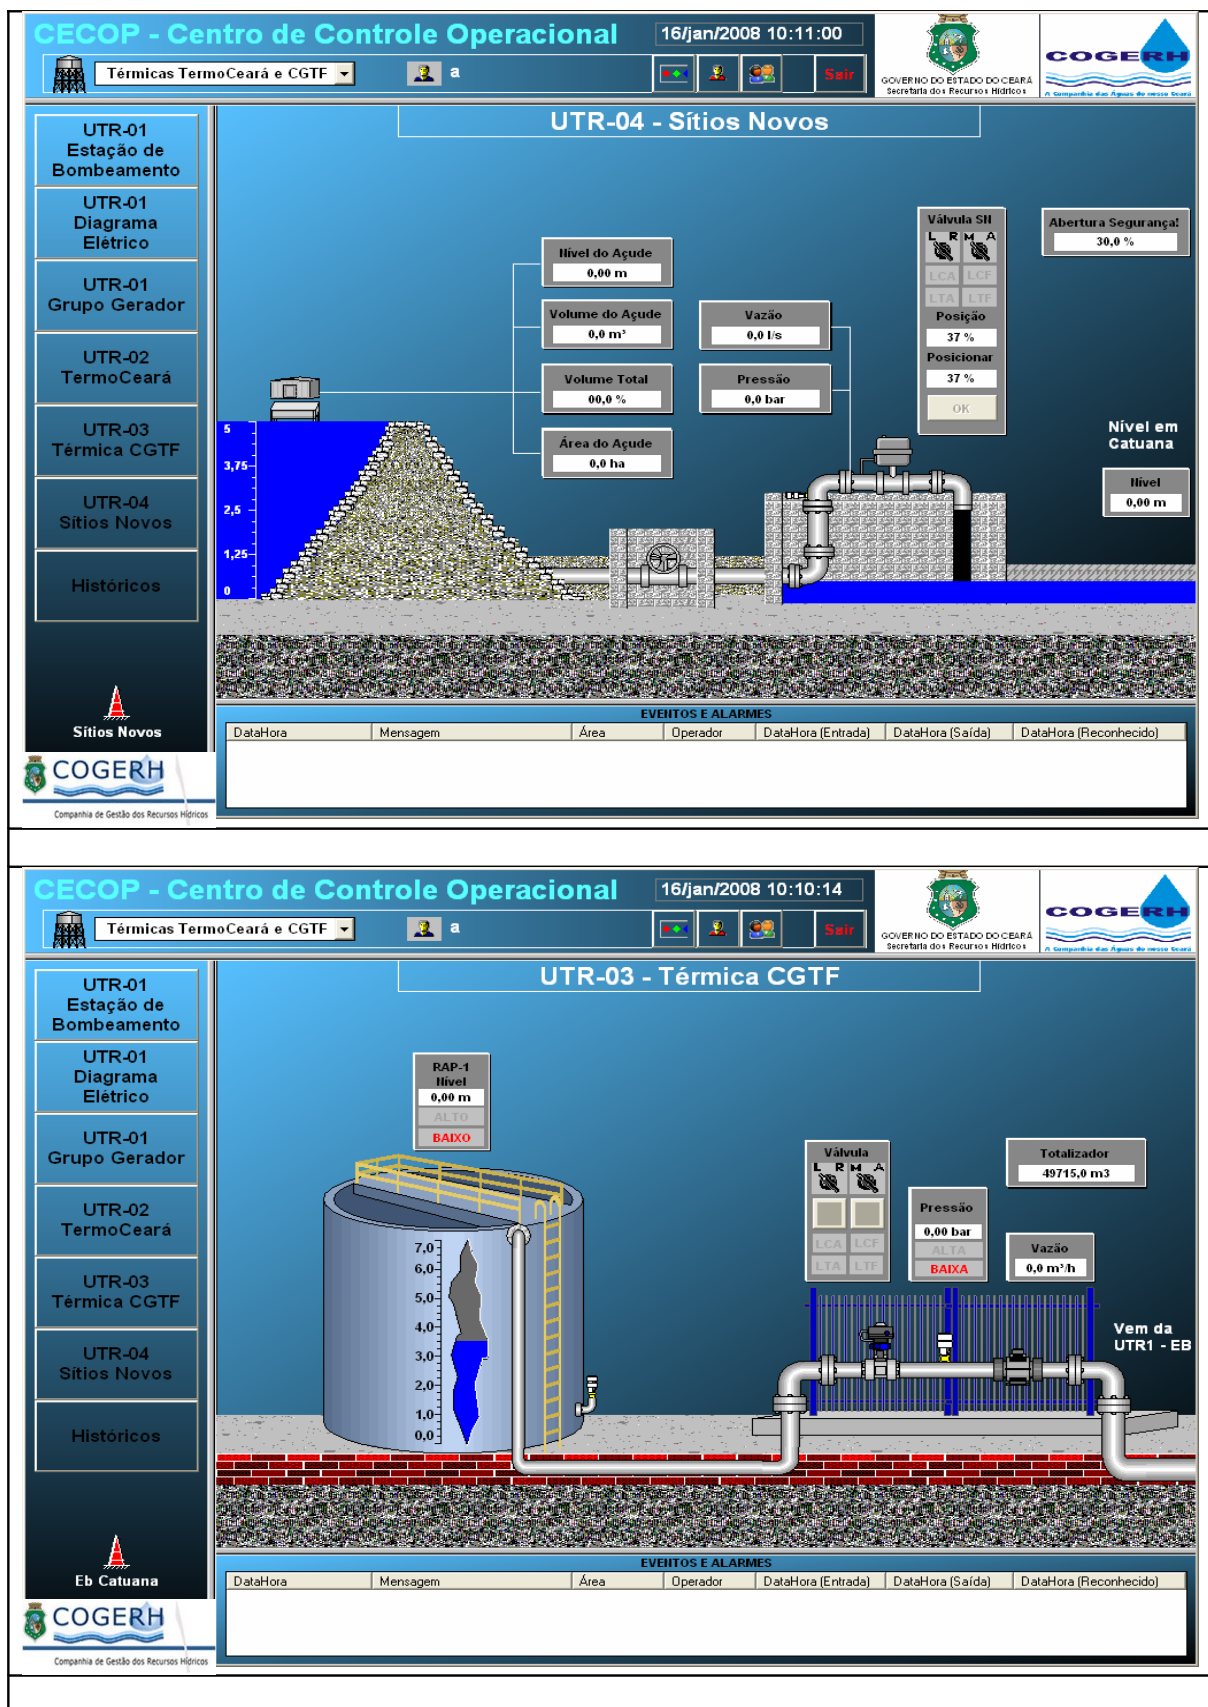 CECOP - Centro de Controle Operacional
16/jan/2008 10:11:00
Térmicas TermoCeará e CGTF
a
Sair
GOVERNO DO ESTADO DO CEARÁ
Secretaria dos Recursos Hídricos
COGERH
A Companhia das Águas do nosso Ceará
UTR-01
Estação de
Bombeamento
UTR-01
Diagrama
Elétrico
UTR-01
Grupo Gerador
UTR-02
TermoCeará
UTR-03
Térmica CGTF
UTR-04
Sítios Novos
Históricos
Sítios Novos
COGERH
Companhia de Gestão dos Recursos Hídricos
UTR-04 - Sítios Novos
Nível do Açude
0,00 m
Volume do Açude
0,0 m³
Volume Total
00,0 %
Área do Açude
0,0 ha
Vazão
0,0 l/s
Pressão
0,0 bar
Válvula SN
L R M A
LCA LCF
LTA LTF
Posição
37 %
Posicionar
37 %
OK
Abertura Segurança!
30,0 %
Nível em
Catuana
Nível
0,00 m
5
3,75
2,5
1,25
0
EVENTOS E ALARMES
DataHora Mensagem Área Operador DataHora (Entrada) DataHora (Saída) DataHora (Reconhecido)
CECOP - Centro de Controle Operacional
16/jan/2008 10:10:14
Térmicas TermoCeará e CGTF
a
Sair
GOVERNO DO ESTADO DO CEARÁ
Secretaria dos Recursos Hídricos
COGERH
A Companhia das Águas do nosso Ceará
UTR-01
Estação de
Bombeamento
UTR-01
Diagrama
Elétrico
UTR-01
Grupo Gerador
UTR-02
TermoCeará
UTR-03
Térmica CGTF
UTR-04
Sítios Novos
Históricos
Eb Catuana
COGERH
Companhia de Gestão dos Recursos Hídricos
UTR-03 - Térmica CGTF
RAP-1
Nível
0,00 m
ALTO
BAIXO
7,0
6,0
5,0
4,0
3,0
2,0
1,0
0,0
Válvula
L R M A
LCA LCF
LTA LTF
Pressão
0,00 bar
ALTA
BAIXA
Totalizador
49715,0 m3
Vazão
0,0 m³/h
Vem da
UTR1 - EB
EVENTOS E ALARMES
DataHora Mensagem Área Operador DataHora (Entrada) DataHora (Saída) DataHora (Reconhecido)